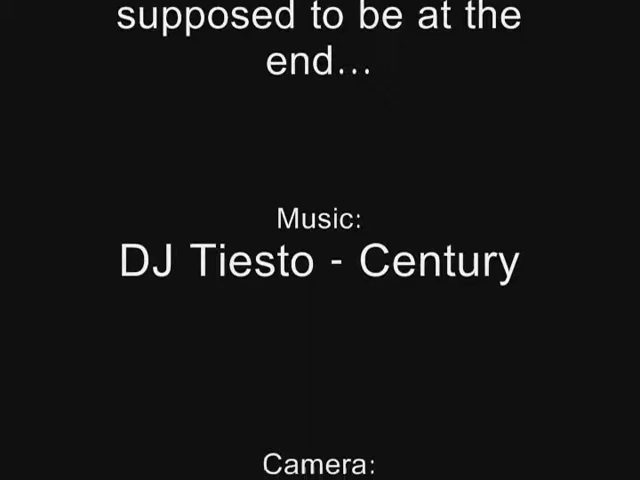 supposed to be at the
end...
Music:
DJ Tiesto - Century
Camera: